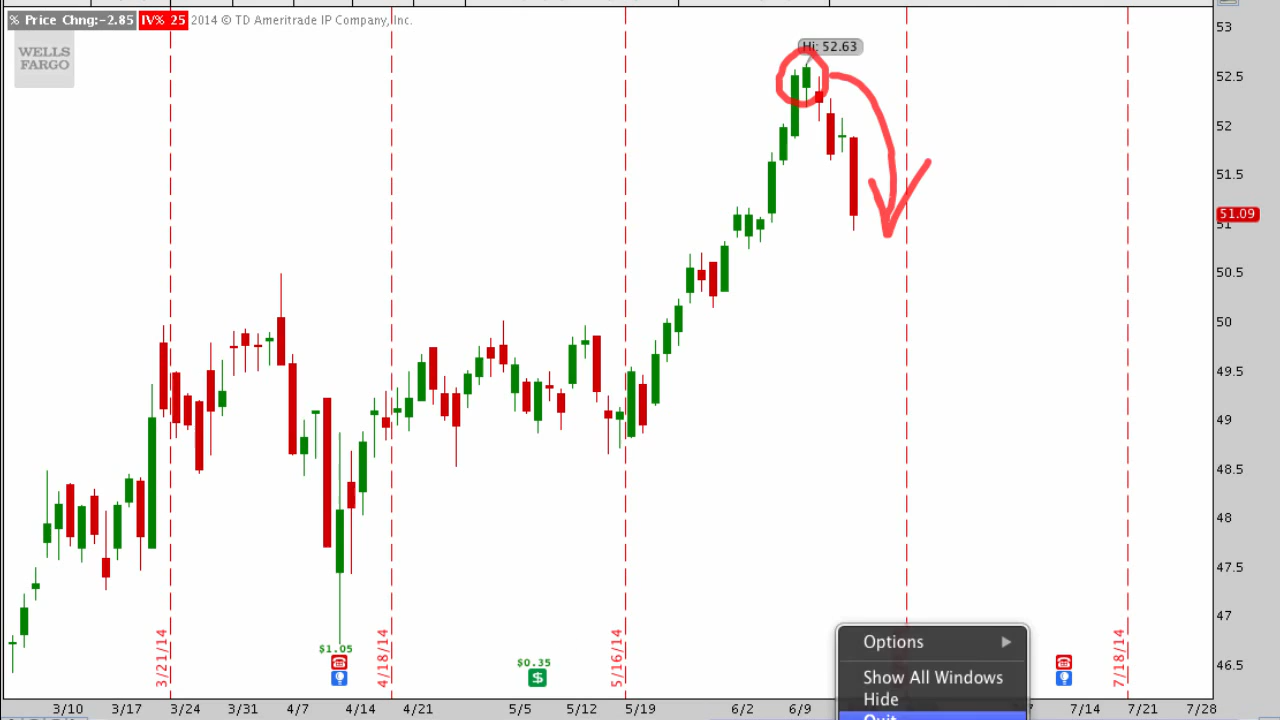 % Price Chng:-2.85 IV% 25 2014 © TD Ameritrade IP Company, Inc.
WELLS
FARGO
Hi: 52.63
53
52.5
52
51.5
51.09
51
50.5
50
49.5
49
48.5
48
47.5
47
46.5
$1.05
$0.35
$
3/21/14
4/18/14
5/16/14
7/18/14
Options
Show All Windows
Hide
Quit
3/10 3/17 3/24 3/31 4/7 4/14 4/21 5/5 5/12 5/19 6/2 6/9 7/14 7/21 7/28